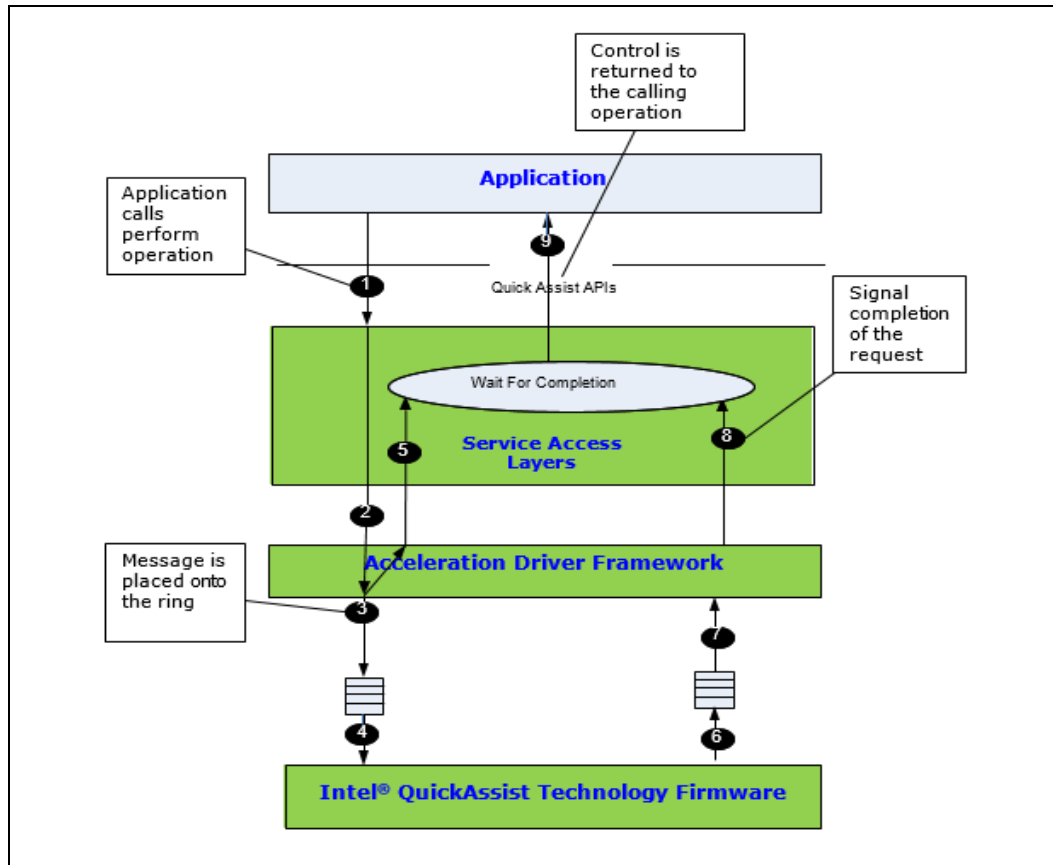 Control is
returned to
the calling
operation
Application
Application
calls
perform
operation
9
1
Quick Assist APIs
Signal
completion
of the
request
Wait For Completion
5
8
Service Access
Layers
2
Message is
placed onto
the ring
Acceleration Driver Framework
3
7
4
6
Intel® QuickAssist Technology Firmware